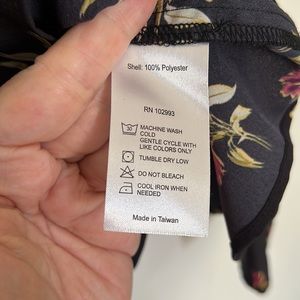 Shell: 100% Polyester
RN 102993
30
MACHINE WASH
COLD
GENTLE CYCLE WITH
LIKE COLORS ONLY
TUMBLE DRY LOW
DO NOT BLEACH
COOL IRON WHEN
NEEDED
Made in Taiwan